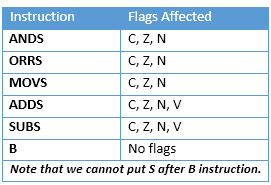 Instruction Flags Affected
ANDS C, Z, N
ORRS C, Z, N
MOVS C, Z, N
ADDS C, Z, N, V
SUBS C, Z, N, V
B No flags
Note that we cannot put S after B instruction.